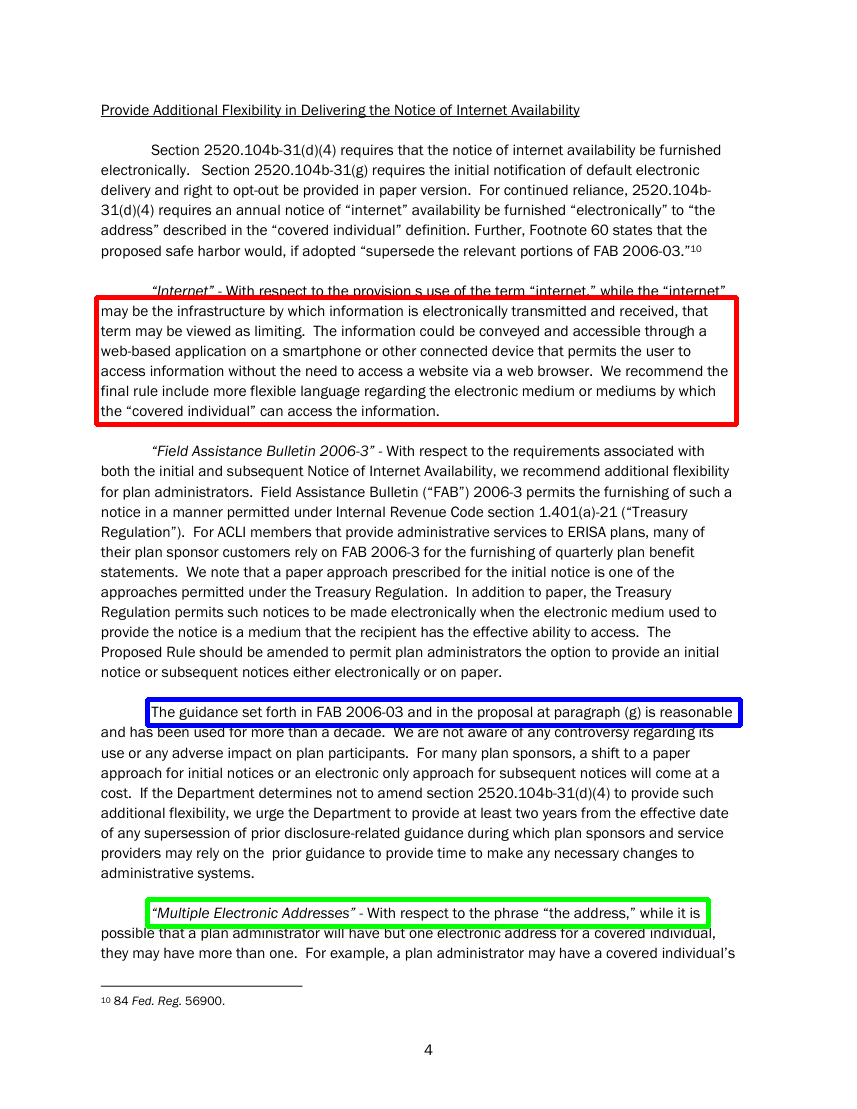 Provide Additional Flexibility in Delivering the Notice of Internet Availability
Section 2520.104b-31(d)(4) requires that the notice of internet availability be furnished
electronically.   Section 2520.104b-31(g) requires the initial notification of default electronic
delivery and right to opt-out be provided in paper version.  For continued reliance, 2520.104b-
31(d)(4) requires an annual notice of “internet” availability be furnished “electronically” to “the
address” described in the “covered individual” definition. Further, Footnote 60 states that the
proposed safe harbor would, if adopted “supersede the relevant portions of FAB 2006-03.”10
“Internet” - With respect to the provision s use of the term “internet,” while the “internet”
may be the infrastructure by which information is electronically transmitted and received, that
term may be viewed as limiting.  The information could be conveyed and accessible through a
web-based application on a smartphone or other connected device that permits the user to
access information without the need to access a website via a web browser.  We recommend the
final rule include more flexible language regarding the electronic medium or mediums by which
the “covered individual” can access the information.
“Field Assistance Bulletin 2006-3” - With respect to the requirements associated with
both the initial and subsequent Notice of Internet Availability, we recommend additional flexibility
for plan administrators.  Field Assistance Bulletin (“FAB”) 2006-3 permits the furnishing of such a
notice in a manner permitted under Internal Revenue Code section 1.401(a)-21 (“Treasury
Regulation”).  For ACLI members that provide administrative services to ERISA plans, many of
their plan sponsor customers rely on FAB 2006-3 for the furnishing of quarterly plan benefit
statements.  We note that a paper approach prescribed for the initial notice is one of the
approaches permitted under the Treasury Regulation.  In addition to paper, the Treasury
Regulation permits such notices to be made electronically when the electronic medium used to
provide the notice is a medium that the recipient has the effective ability to access.  The
Proposed Rule should be amended to permit plan administrators the option to provide an initial
notice or subsequent notices either electronically or on paper.
The guidance set forth in FAB 2006-03 and in the proposal at paragraph (g) is reasonable
and has been used for more than a decade.  We are not aware of any controversy regarding its
use or any adverse impact on plan participants.  For many plan sponsors, a shift to a paper
approach for initial notices or an electronic only approach for subsequent notices will come at a
cost.  If the Department determines not to amend section 2520.104b-31(d)(4) to provide such
additional flexibility, we urge the Department to provide at least two years from the effective date
of any supersession of prior disclosure-related guidance during which plan sponsors and service
providers may rely on the  prior guidance to provide time to make any necessary changes to
administrative systems.
“Multiple Electronic Addresses” - With respect to the phrase “the address,” while it is
possible that a plan administrator will have but one electronic address for a covered individual,
they may have more than one.  For example, a plan administrator may have a covered individual’s
10 84 Fed. Reg. 56900.
4